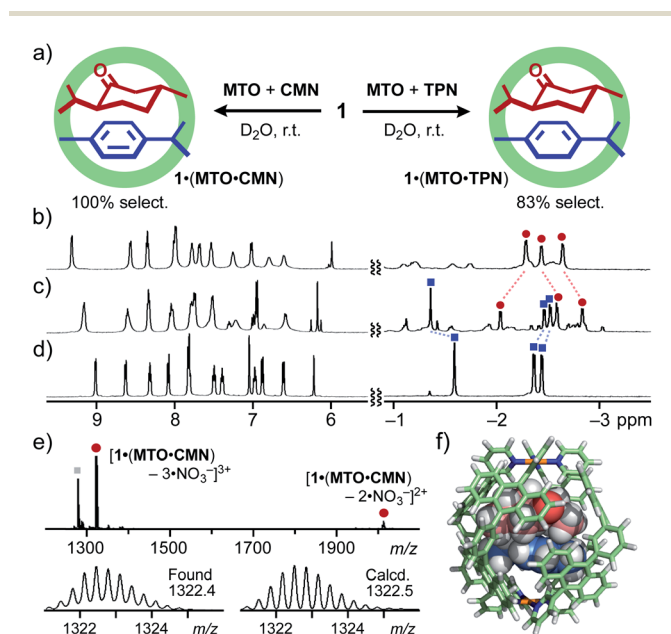 a)
O
MTO + CMN
D₂O, r.t.
1
MTO + TPN
D₂O, r.t.
O
1•(MTO•CMN)
100% select.
1•(MTO•TPN)
83% select.
b)
c)
d)
9 8 7 6 −1 −2 −3 ppm
e)
[1•(MTO•CMN)
− 3•NO₃⁻]³⁺
[1•(MTO•CMN)
− 2•NO₃⁻]²⁺
1300 1500 1700 1900 m/z
Found
1322.4
1322 1324 m/z
Calcd.
1322.5
1322 1324 m/z
f)